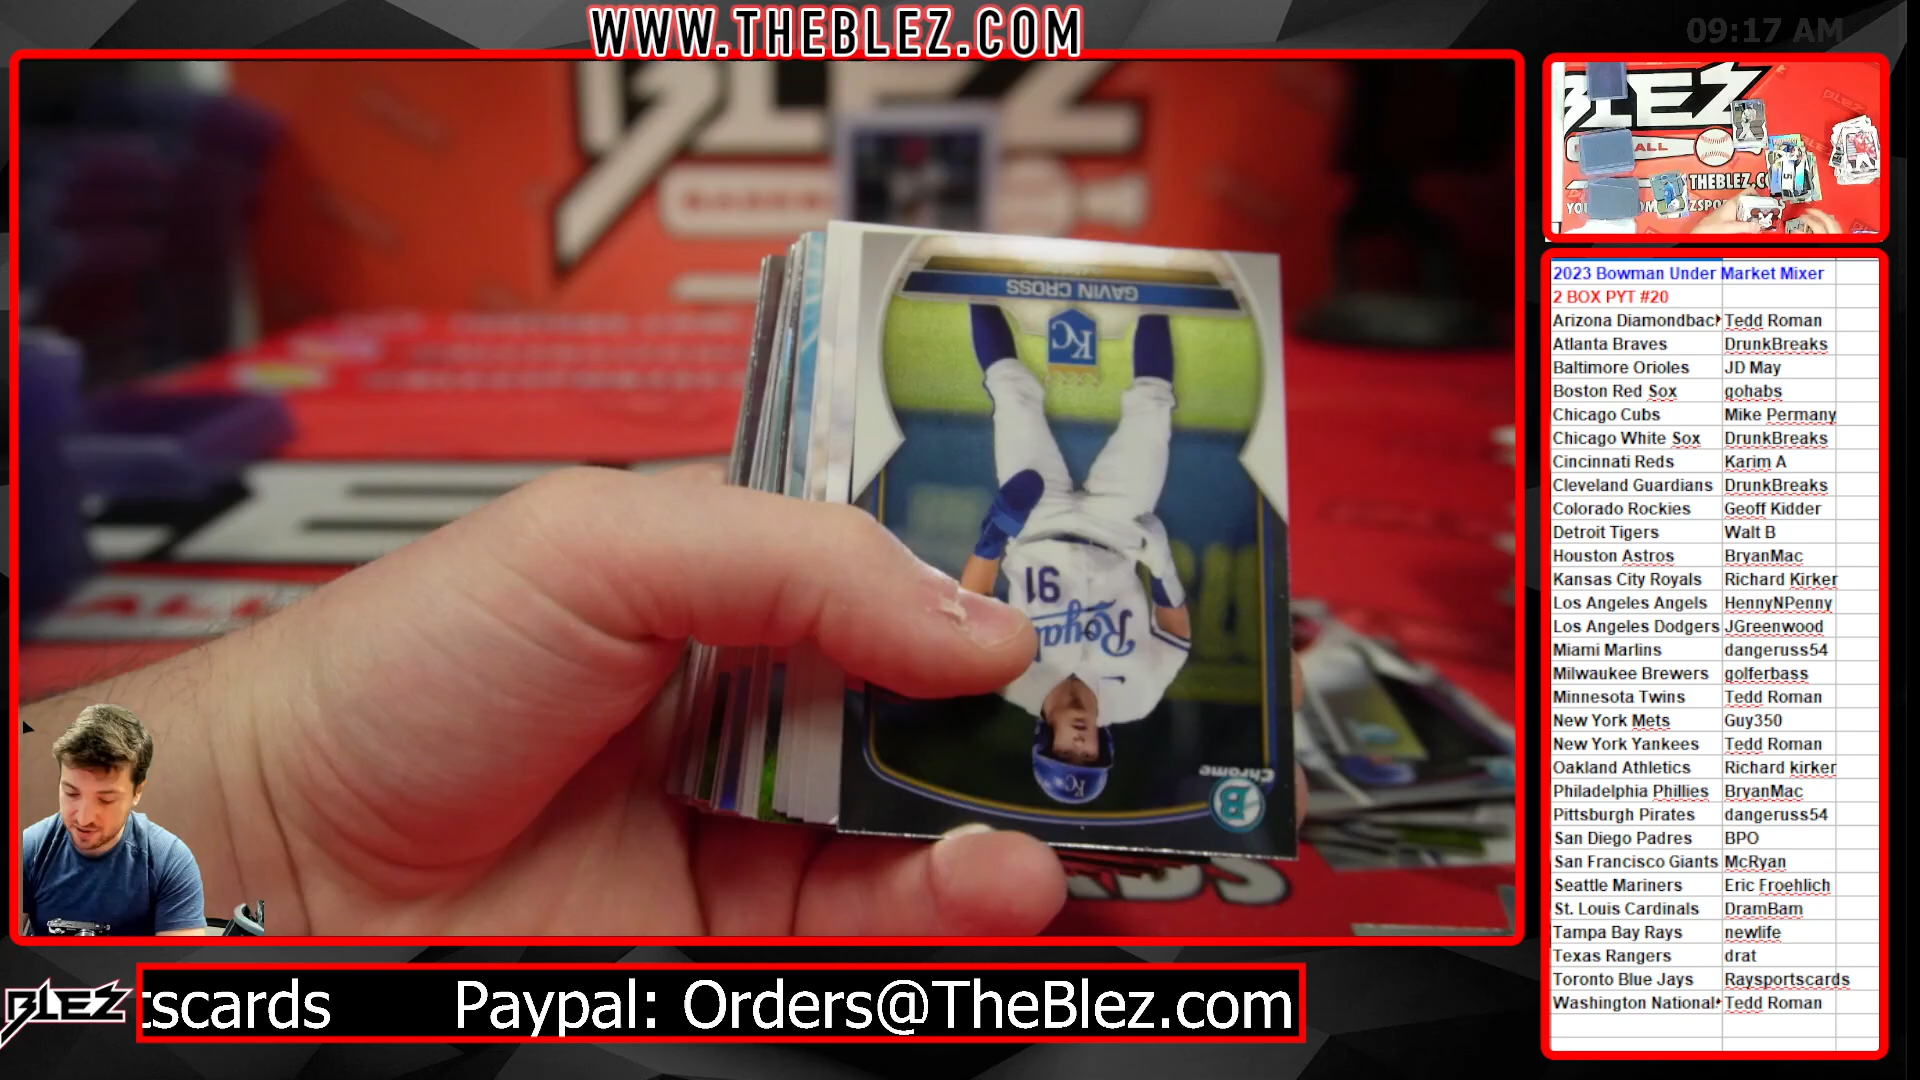 WWW.THEBLEZ.COM
09:17 AM
BLEZ
BLEZ
ALL
THEBLEZ.C
GAVIN CROSS
KC
91
Royal
KC
Chrome
B
2023 Bowman Under Market Mixer
2 BOX PYT #20
Arizona Diamondbac Tedd Roman
Atlanta Braves DrunkBreaks
Baltimore Orioles JD May
Boston Red Sox gohabs
Chicago Cubs Mike Permany
Chicago White Sox DrunkBreaks
Cincinnati Reds Karim A
Cleveland Guardians DrunkBreaks
Colorado Rockies Geoff Kidder
Detroit Tigers Walt B
Houston Astros BryanMac
Kansas City Royals Richard Kirker
Los Angeles Angels HennyNPenny
Los Angeles Dodgers JGreenwood
Miami Marlins dangeruss54
Milwaukee Brewers golferbass
Minnesota Twins Tedd Roman
New York Mets Guy350
New York Yankees Tedd Roman
Oakland Athletics Richard kirker
Philadelphia Phillies BryanMac
Pittsburgh Pirates dangeruss54
San Diego Padres BPO
San Francisco Giants McRyan
Seattle Mariners Eric Froehlich
St. Louis Cardinals DramBam
Tampa Bay Rays newlife
Texas Rangers drat
Toronto Blue Jays Raysportscards
Washington National Tedd Roman
BLEZ
tscards Paypal: Orders@TheBlez.com